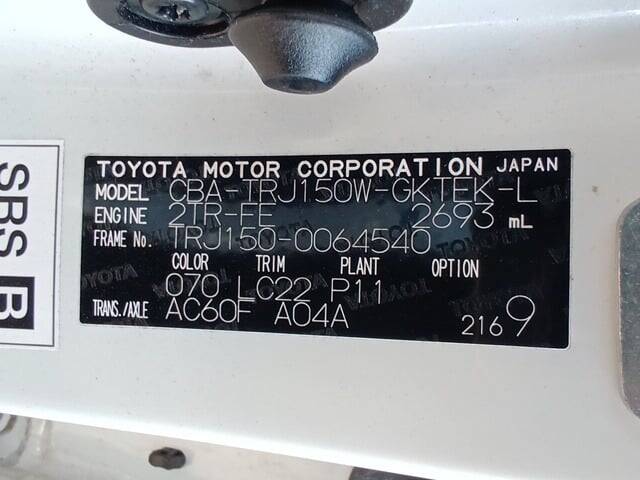 TOYOTA MOTOR CORPORATION JAPAN
MODEL CBA-TRJ150W-GKTEK-L
ENGINE 2TR-FE 2693 mL
FRAME No. TRJ150-0064540
COLOR TRIM PLANT OPTION
070 LC22 P11
TRANS./AXLE AC60F A04A
2169
SBS B